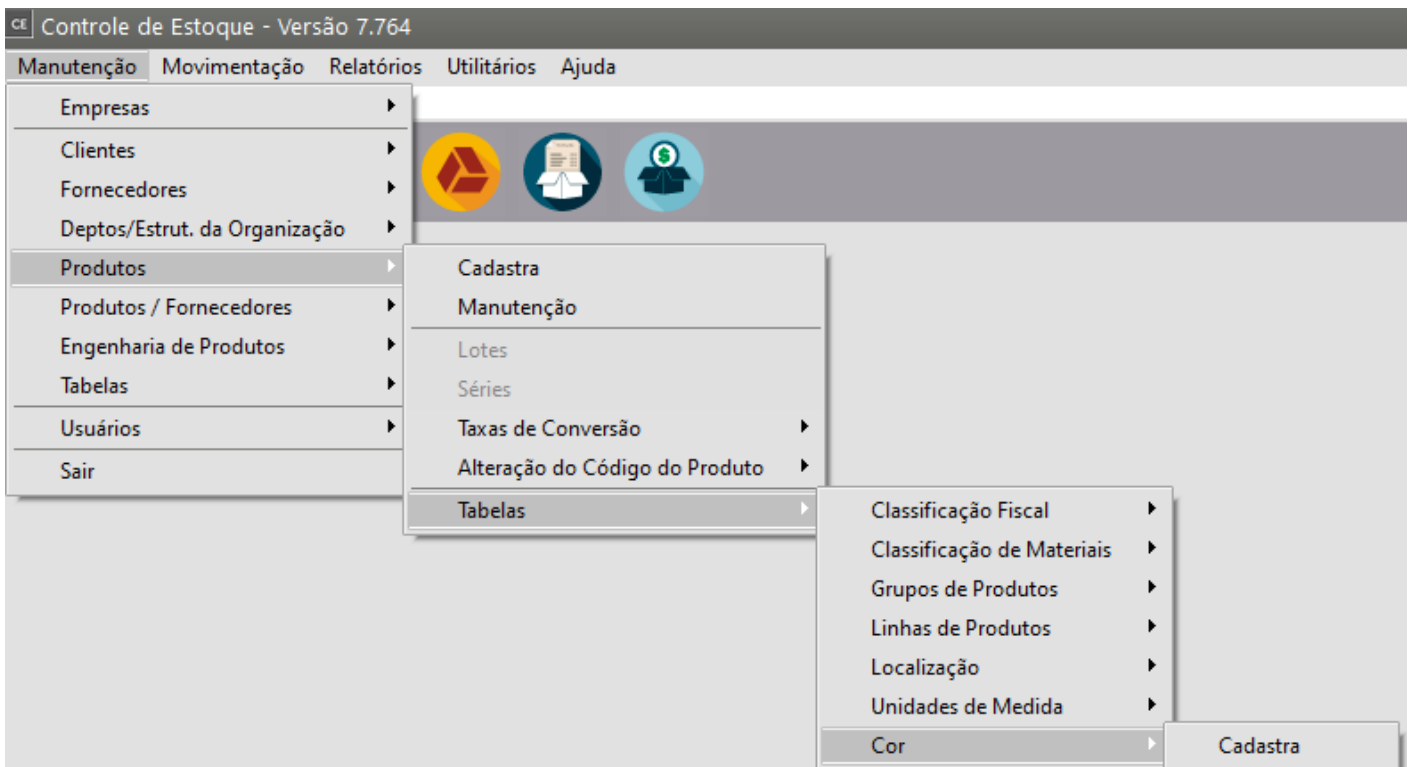 CE Controle de Estoque - Versão 7.764
Manutenção Movimentação Relatórios Utilitários Ajuda
Empresas
Clientes
Fornecedores
Deptos/Estrut. da Organização
Produtos
Produtos / Fornecedores
Engenharia de Produtos
Tabelas
Usuários
Sair
Cadastra
Manutenção
Lotes
Séries
Taxas de Conversão
Alteração do Código do Produto
Tabelas
Classificação Fiscal
Classificação de Materiais
Grupos de Produtos
Linhas de Produtos
Localização
Unidades de Medida
Cor
Cadastra